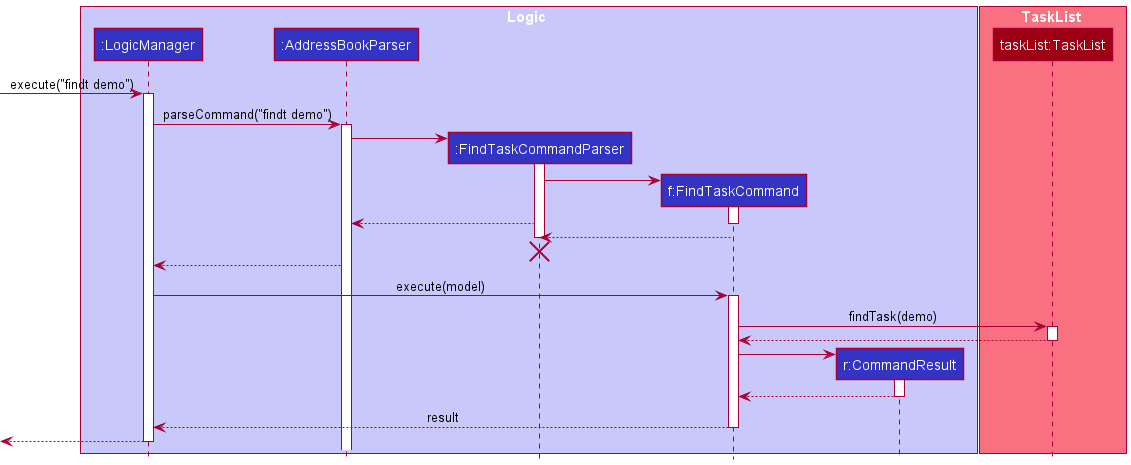 Logic
TaskList
:LogicManager
:AddressBookParser
taskList:TaskList
execute("findt demo")
parseCommand("findt demo")
:FindTaskCommandParser
f:FindTaskCommand
execute(model)
findTask(demo)
r:CommandResult
result